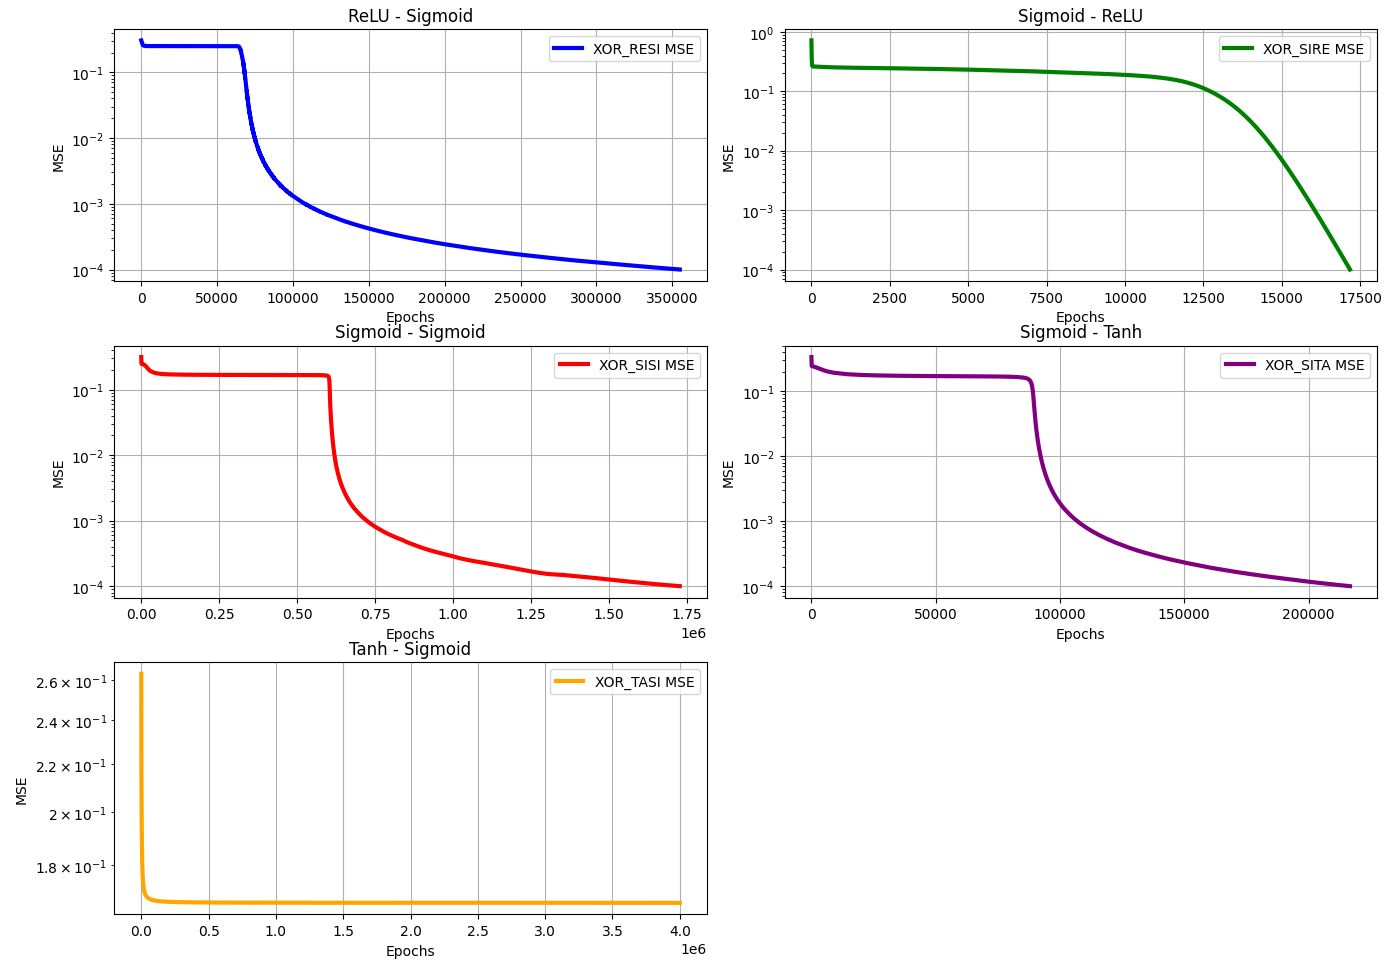 ReLU - Sigmoid
XOR_RESI MSE
MSE
10⁻¹
10⁻²
10⁻³
10⁻⁴
0 50000 100000 150000 200000 250000 300000 350000
Epochs
Sigmoid - ReLU
XOR_SIRE MSE
MSE
10⁰
10⁻¹
10⁻²
10⁻³
10⁻⁴
0 2500 5000 7500 10000 12500 15000 17500
Epochs
Sigmoid - Sigmoid
XOR_SISI MSE
MSE
10⁻¹
10⁻²
10⁻³
10⁻⁴
0.00 0.25 0.50 0.75 1.00 1.25 1.50 1.75
Epochs
1e6
Sigmoid - Tanh
XOR_SITA MSE
MSE
10⁻¹
10⁻²
10⁻³
10⁻⁴
0 50000 100000 150000 200000
Epochs
Tanh - Sigmoid
XOR_TASI MSE
MSE
2.6 × 10⁻¹
2.4 × 10⁻¹
2.2 × 10⁻¹
2 × 10⁻¹
1.8 × 10⁻¹
0.0 0.5 1.0 1.5 2.0 2.5 3.0 3.5 4.0
Epochs
1e6